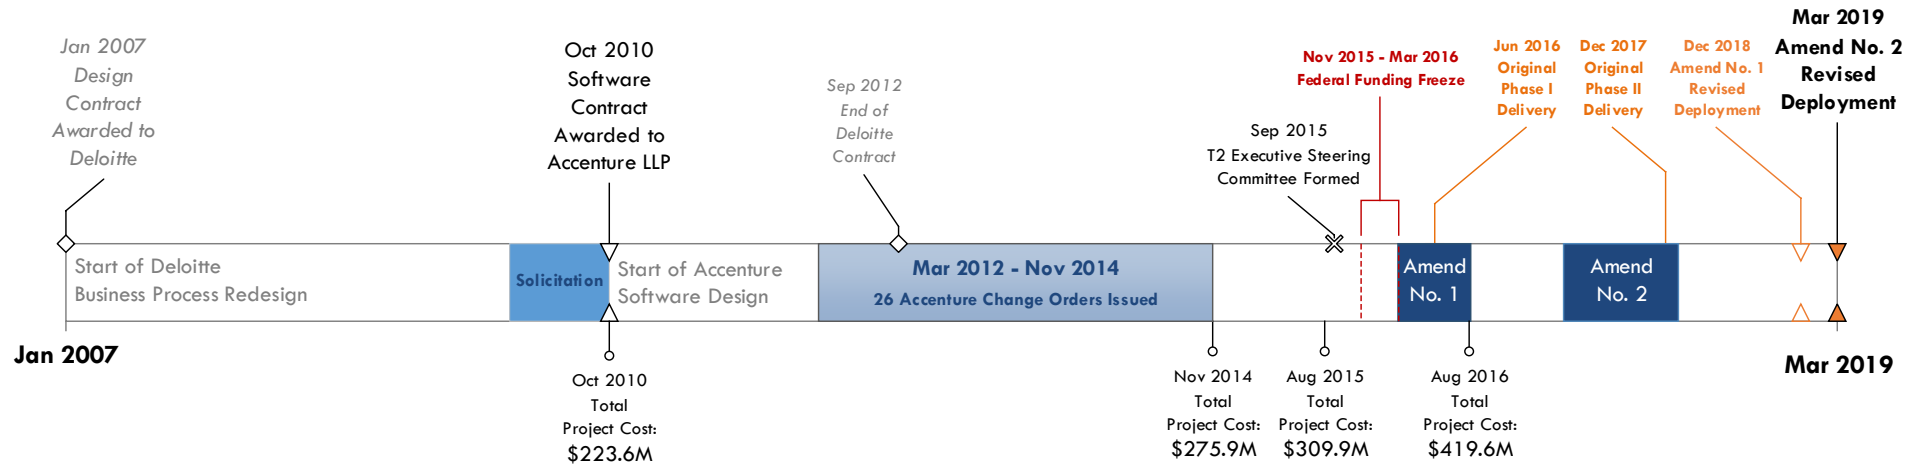 Jan 2007
Design
Contract
Awarded to
Deloitte
Oct 2010
Software
Contract
Awarded to
Accenture LLP
Sep 2012
End of
Deloitte
Contract
Sep 2015
T2 Executive Steering
Committee Formed
Nov 2015 - Mar 2016
Federal Funding Freeze
Jun 2016
Original
Phase I
Delivery
Dec 2017
Original
Phase II
Delivery
Dec 2018
Amend No. 1
Revised
Deployment
Mar 2019
Amend No. 2
Revised
Deployment
Start of Deloitte
Business Process Redesign
Solicitation
Start of Accenture
Software Design
Mar 2012 - Nov 2014
26 Accenture Change Orders Issued
Amend
No. 1
Amend
No. 2
Jan 2007
Oct 2010
Total
Project Cost:
$223.6M
Nov 2014
Total
Project Cost:
$275.9M
Aug 2015
Total
Project Cost:
$309.9M
Aug 2016
Total
Project Cost:
$419.6M
Mar 2019